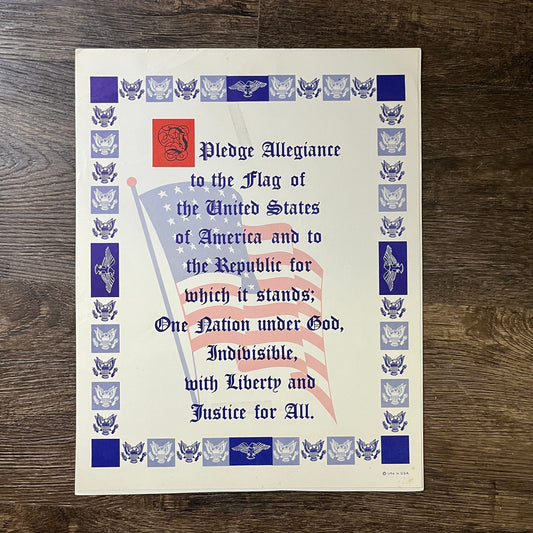 I Pledge Allegiance
to the Flag of
the United States
of America and to
the Republic for
which it stands;
One Nation under God,
Indivisible,
with Liberty and
Justice for All.